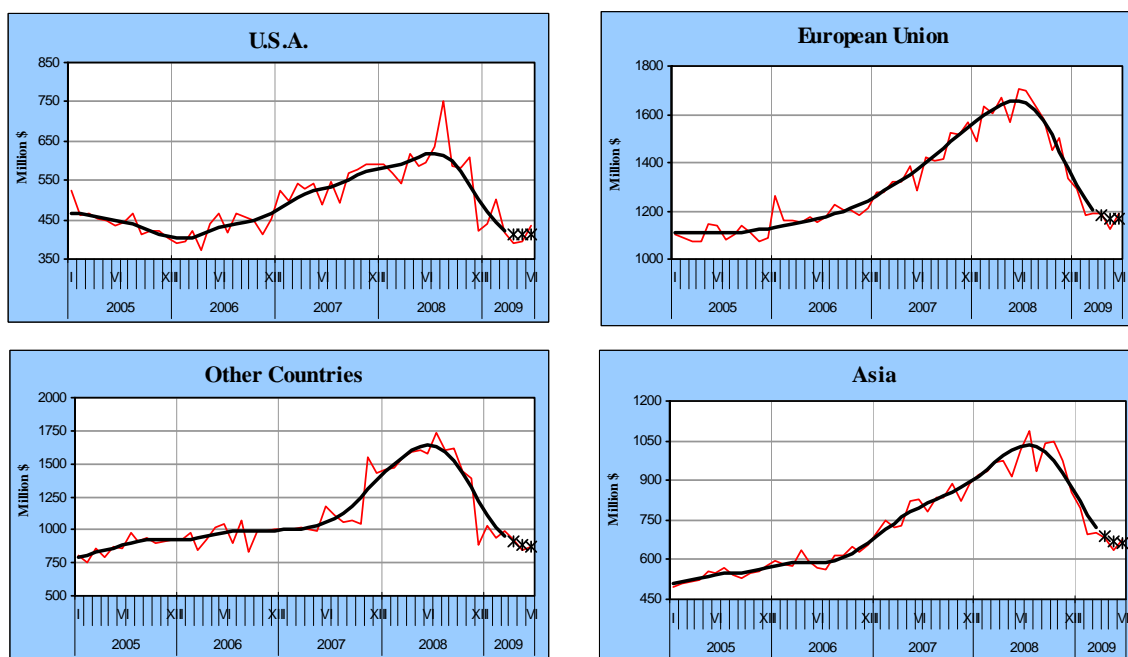 U.S.A.
850
750
650
550
450
350
Million $
I VI XII I VI XII I VI XII I VI XII I VI
2005 2006 2007 2008 2009
European Union
1800
1600
1400
1200
1000
Million $
I VI XII I VI XII I VI XII I VI XII I VI
2005 2006 2007 2008 2009
Other Countries
2000
1750
1500
1250
1000
750
500
Million $
I VI XII I VI XII I VI XII I VI XII I VI
2005 2006 2007 2008 2009
Asia
1200
1050
900
750
600
450
Million $
I VI XII I VI XII I VI XII I VI XII I VI
2005 2006 2007 2008 2009